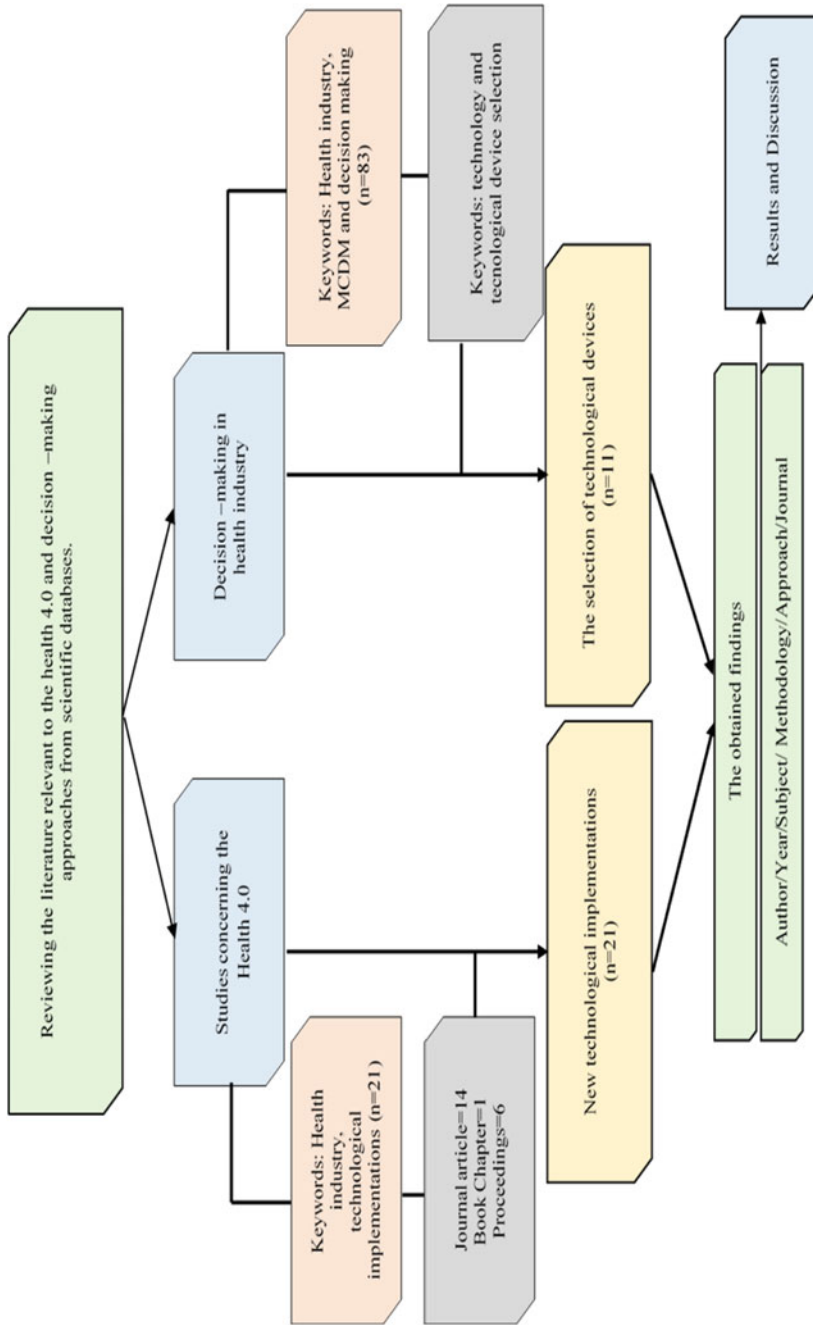 Reviewing the literature relevant to the health 4.0 and decision –making
approaches from scientific databases.
Studies concerning the
Health 4.0
Decision –making in
health industry
Keywords: Health
industry,
technological
implementations (n=21)
Keywords: Health industry,
MCDM and decision making
(n=83)
Journal article=14
Book Chapter=1
Proceedings=6
Keywords: technology and
tecnological device selection
New technological implementations
(n=21)
The selection of technological devices
(n=11)
The obtained findings
Author/Year/Subject/ Methodology/Approach/Journal
Results and Discussion